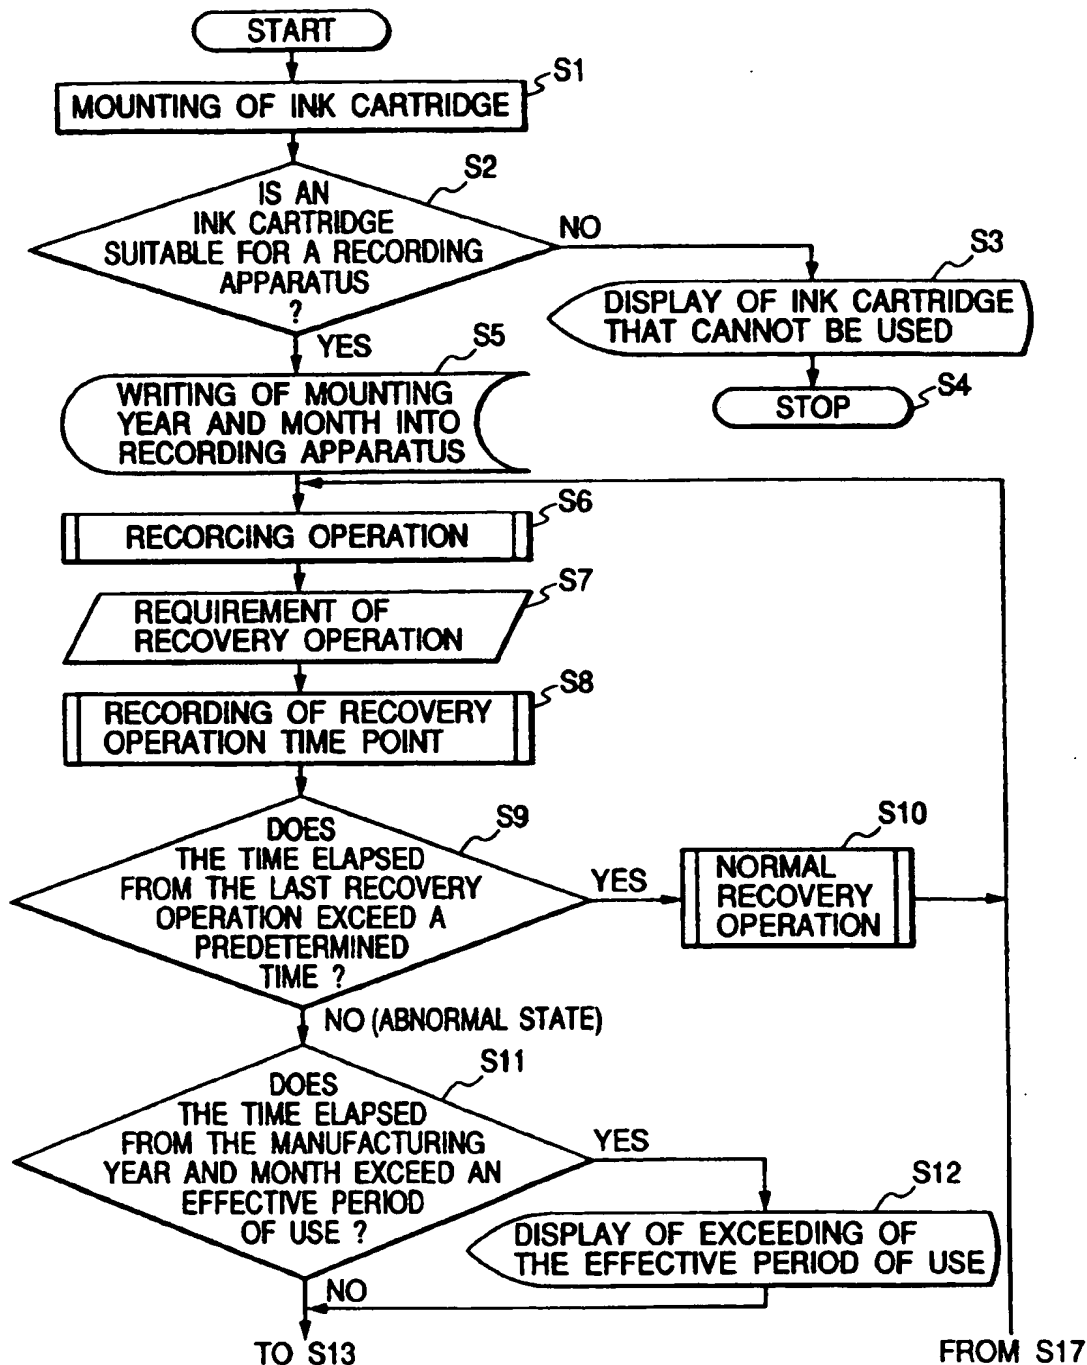 START
S1
MOUNTING OF INK CARTRIDGE
S2
IS AN
INK CARTRIDGE
SUITABLE FOR A RECORDING
APPARATUS
?
NO
S3
DISPLAY OF INK CARTRIDGE
THAT CANNOT BE USED
YES
S4
STOP
S5
WRITING OF MOUNTING
YEAR AND MONTH INTO
RECORDING APPARATUS
S6
RECORCING OPERATION
S7
REQUIREMENT OF
RECOVERY OPERATION
S8
RECORDING OF RECOVERY
OPERATION TIME POINT
S9
DOES
THE TIME ELAPSED
FROM THE LAST RECOVERY
OPERATION EXCEED A
PREDETERMINED
TIME ?
YES
S10
NORMAL
RECOVERY
OPERATION
NO (ABNORMAL STATE)
S11
DOES
THE TIME ELAPSED
FROM THE MANUFACTURING
YEAR AND MONTH EXCEED AN
EFFECTIVE PERIOD
OF USE ?
YES
S12
DISPLAY OF EXCEEDING OF
THE EFFECTIVE PERIOD OF USE
NO
TO S13
FROM S17